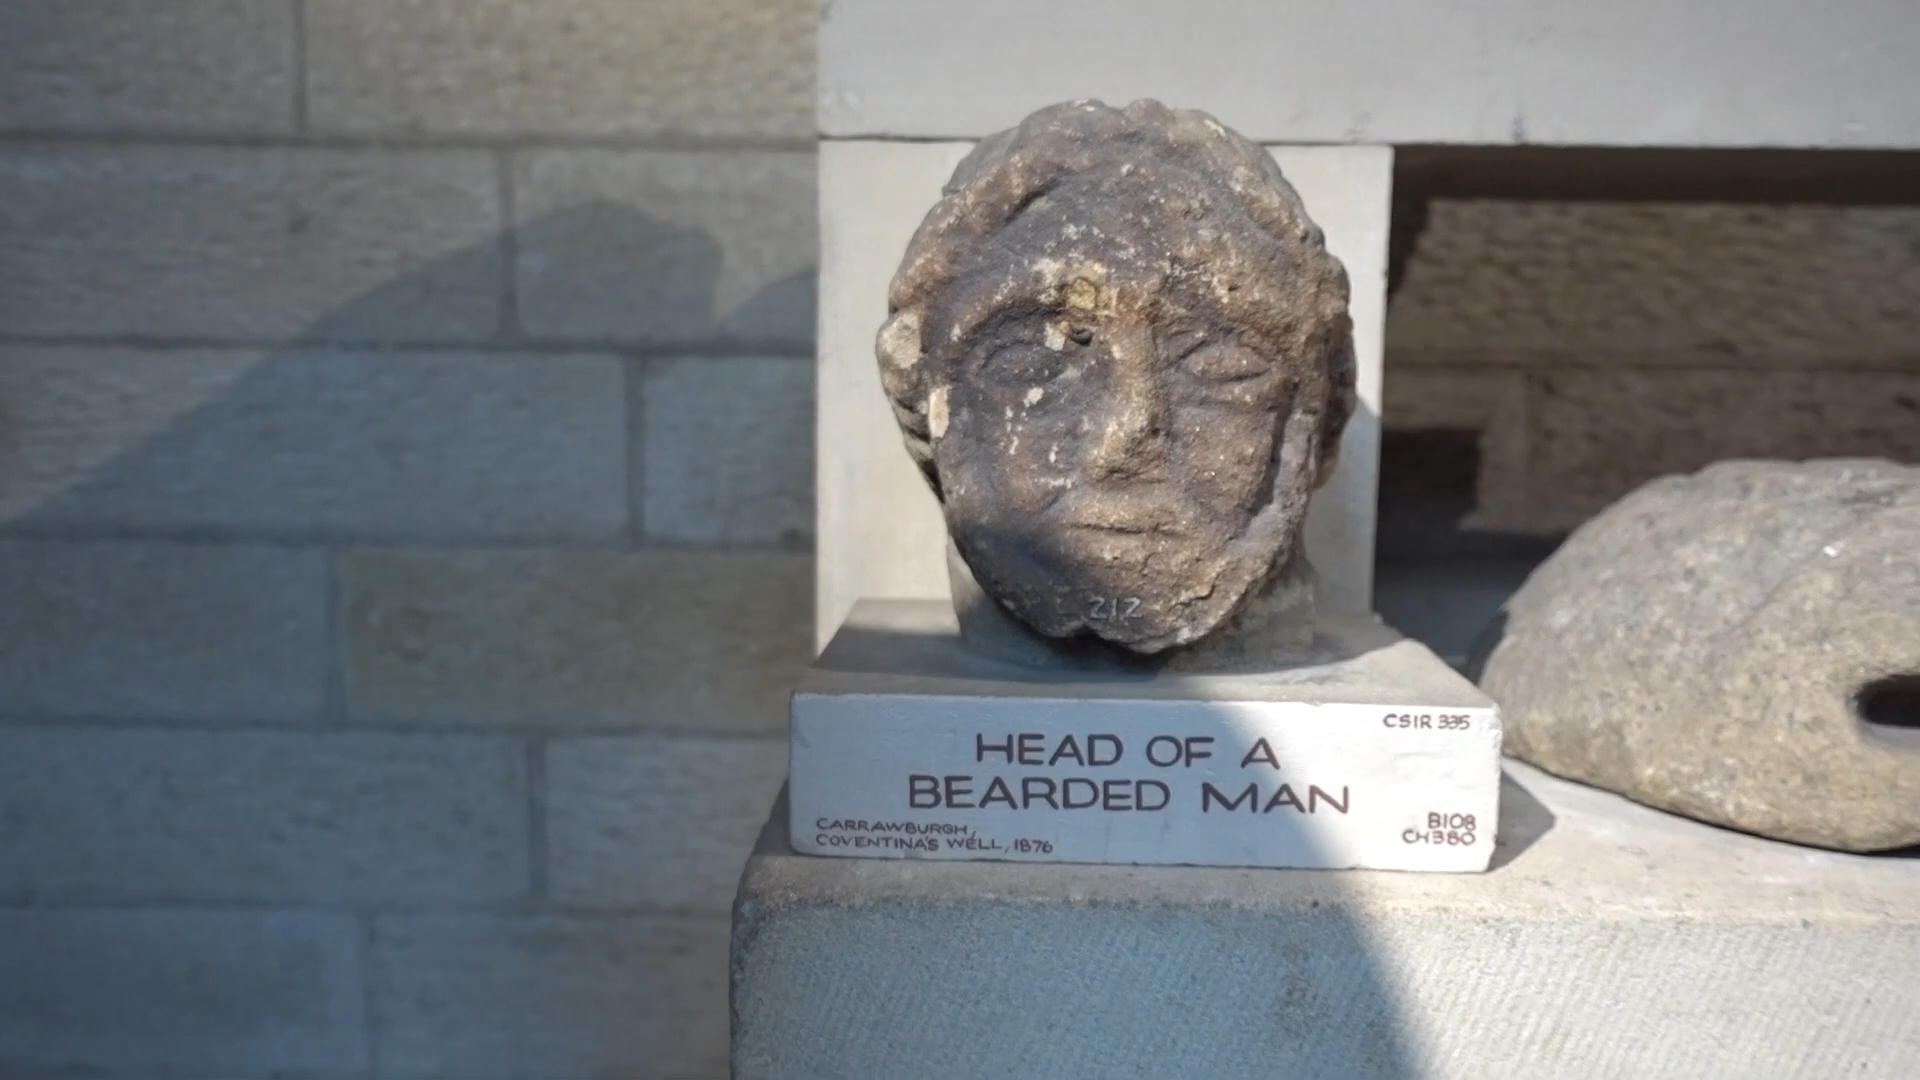 212
CSIR 335
HEAD OF A
BEARDED MAN
CARRAWBURGH,
COVENTINA'S WELL, 1876
B108
CH380